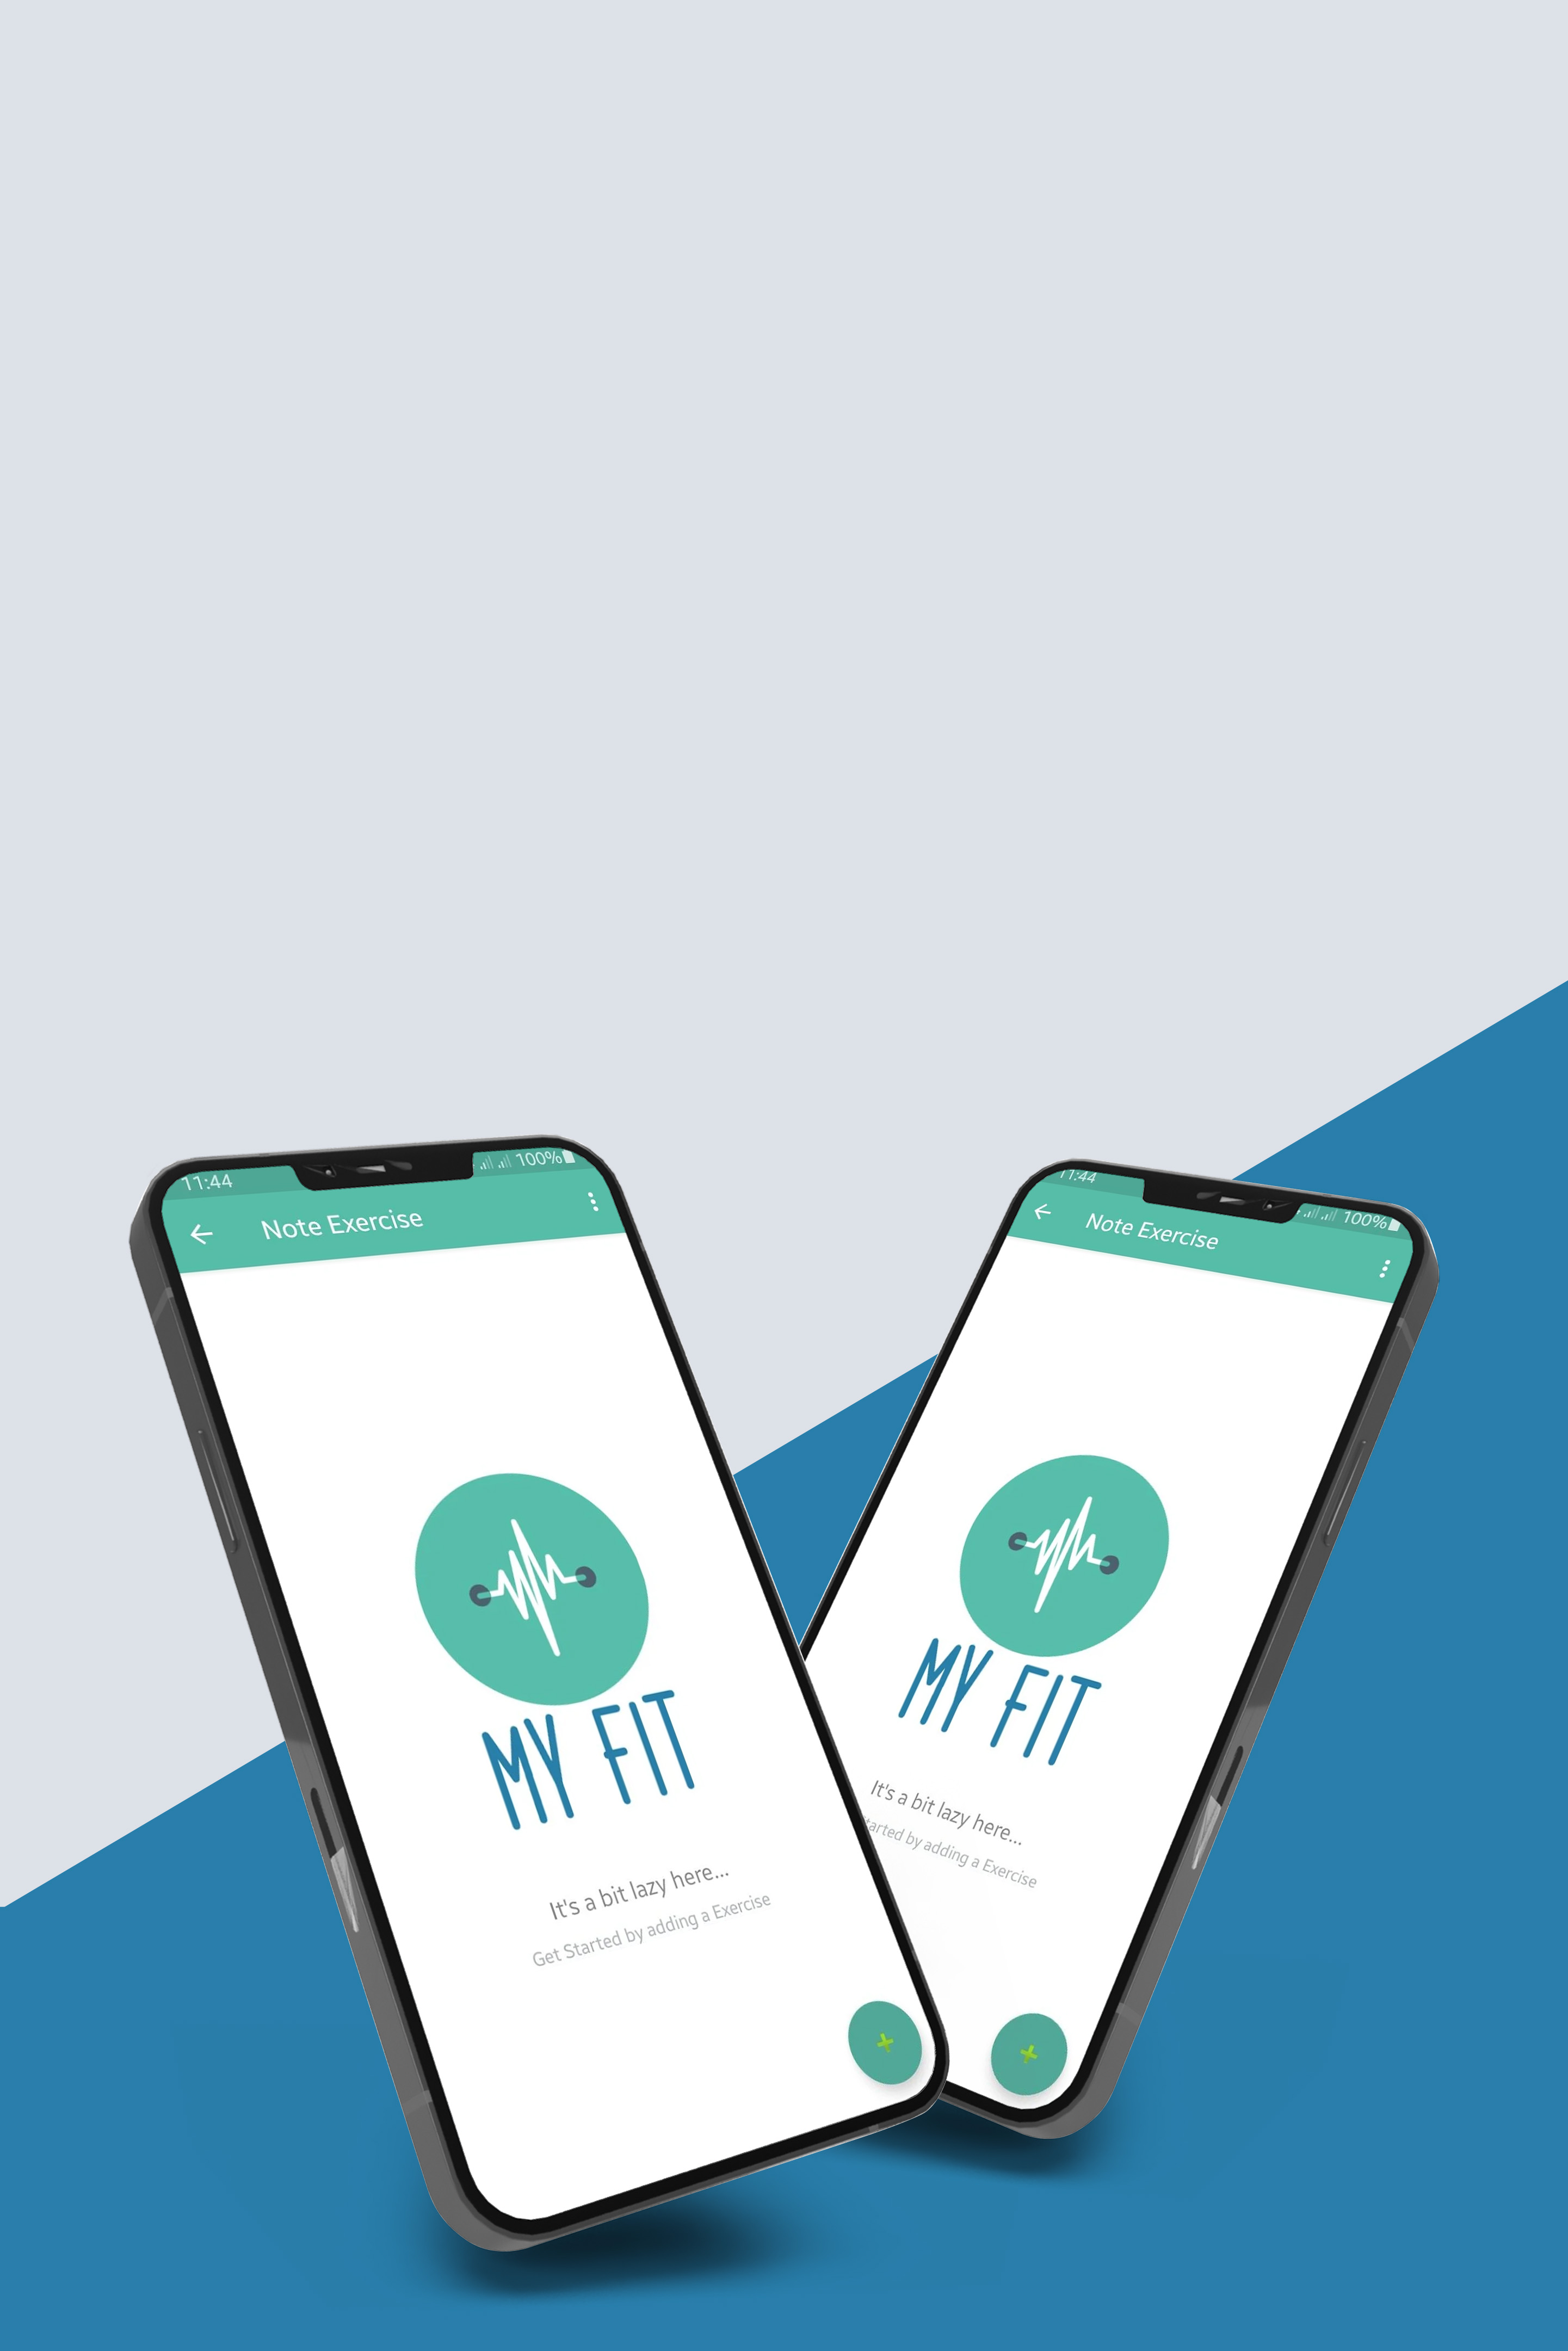 11:44
100%
Note Exercise
MY FIT
It's a bit lazy here...
Get Started by adding a Exercise
+
11:44
100%
Note Exercise
MY FIT
It's a bit lazy here...
by adding a Exercise
+